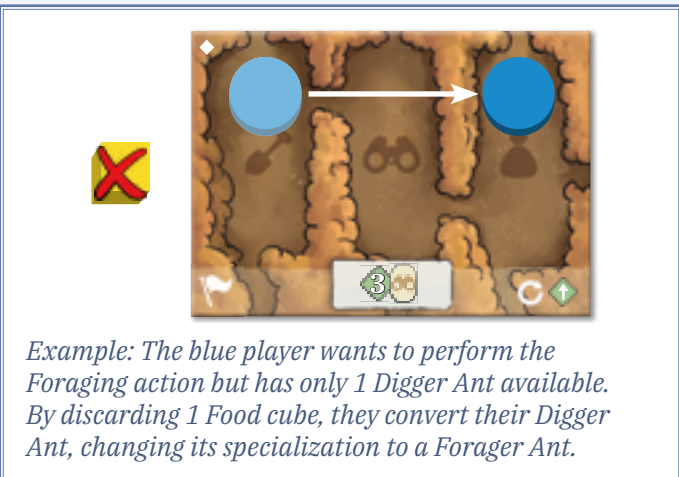 3
Example: The blue player wants to perform the
Foraging action but has only 1 Digger Ant available.
By discarding 1 Food cube, they convert their Digger
Ant, changing its specialization to a Forager Ant.